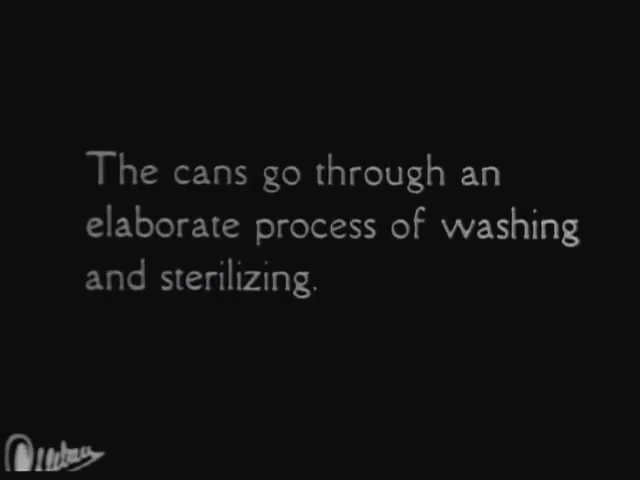 The cans go through an
elaborate process of washing
and sterilizing.